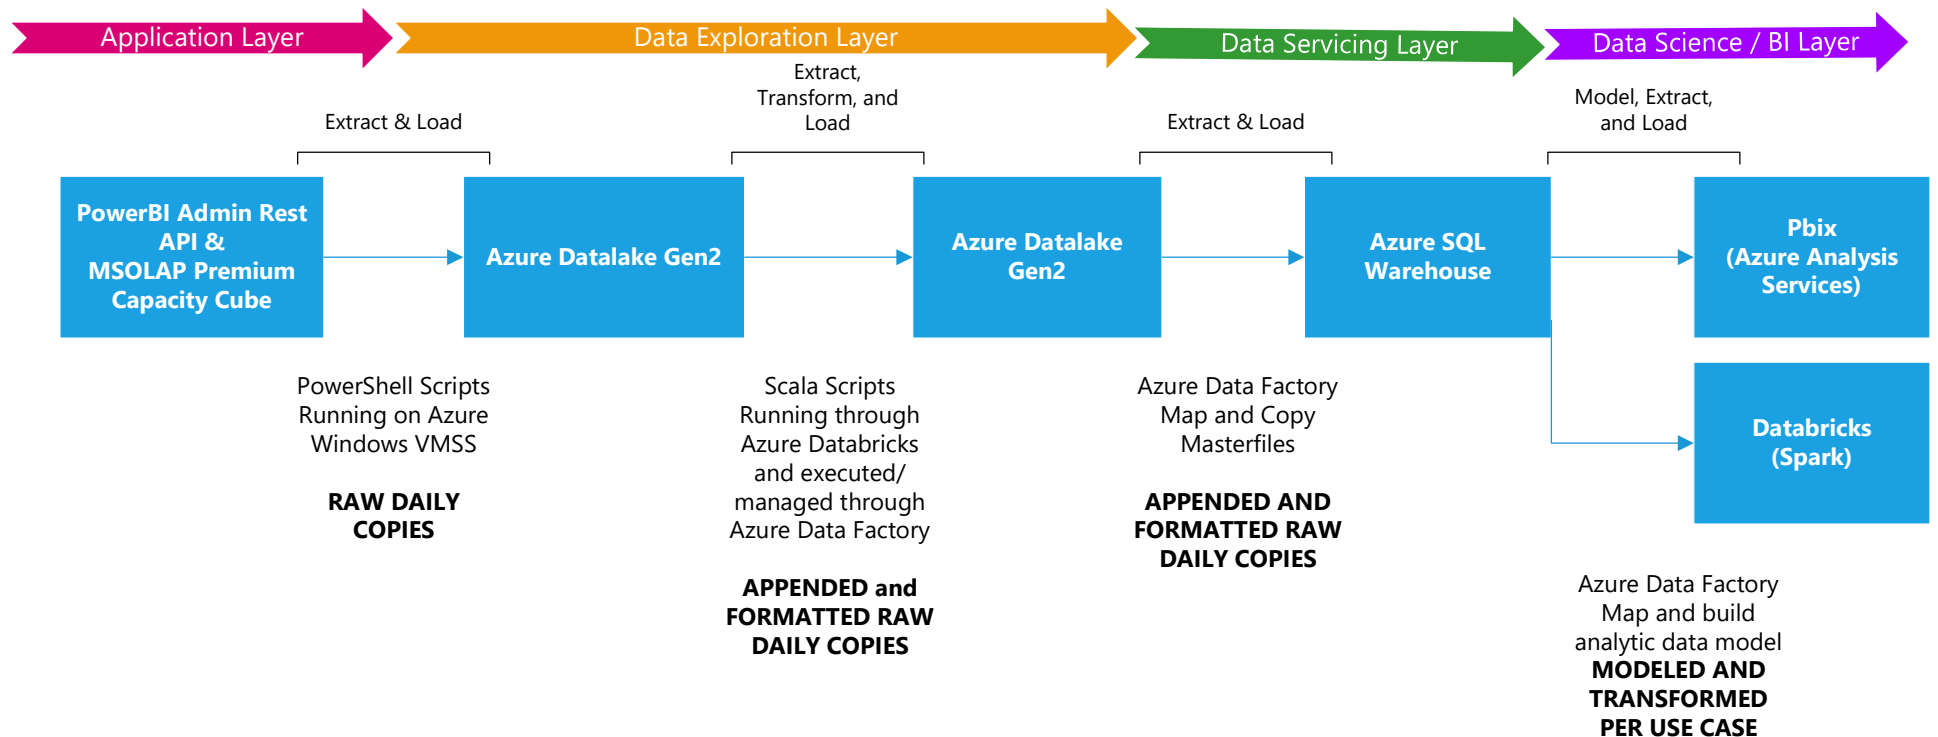 Application Layer
Data Exploration Layer
Data Servicing Layer
Data Science / BI Layer
Extract & Load
Extract,
Transform, and
Load
Extract & Load
Model, Extract,
and Load
PowerBI Admin Rest
API &
MSOLAP Premium
Capacity Cube
Azure Datalake Gen2
Azure Datalake
Gen2
Azure SQL
Warehouse
Pbix
(Azure Analysis
Services)
Databricks
(Spark)
PowerShell Scripts
Running on Azure
Windows VMSS
RAW DAILY
COPIES
Scala Scripts
Running through
Azure Databricks
and executed/
managed through
Azure Data Factory
APPENDED and
FORMATTED RAW
DAILY COPIES
Azure Data Factory
Map and Copy
Masterfiles
APPENDED AND
FORMATTED RAW
DAILY COPIES
Azure Data Factory
Map and build
analytic data model
MODELED AND
TRANSFORMED
PER USE CASE